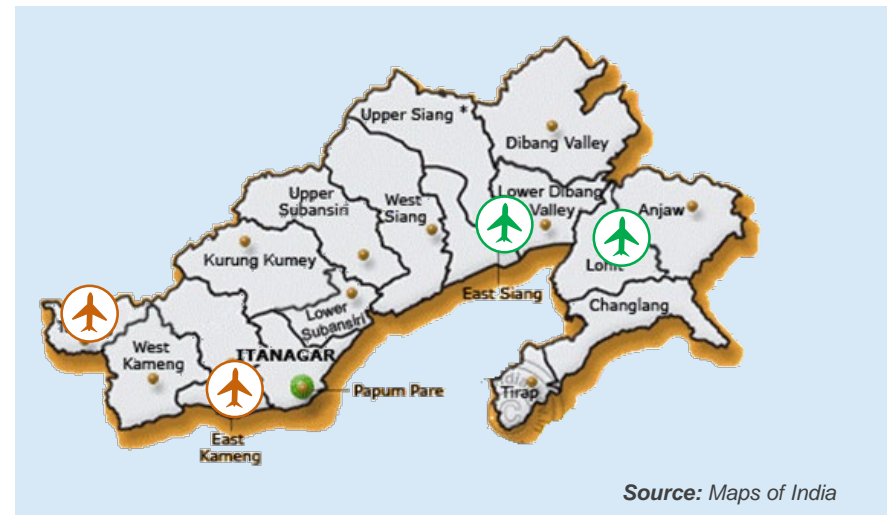 Upper Siang *
Dibang Valley
Upper
Subansiri
West
Siang
Lower Dibang
Valley
Anjaw
Kurung Kumey
Lohit
East Siang
Changlang
Lower
Subansiri
West
Kameng
ITANAGAR
Papum Pare
Tirap
East
Kameng
Source: Maps of India